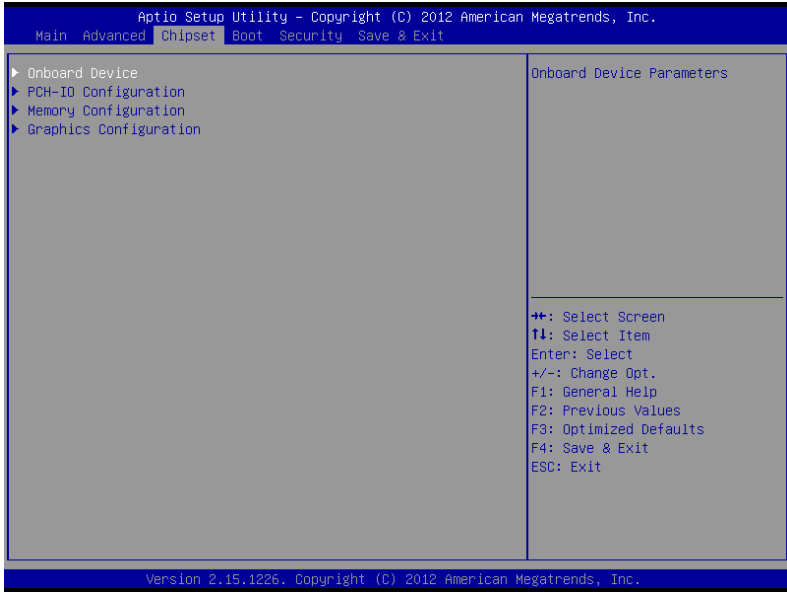 Aptio Setup Utility – Copyright (C) 2012 American Megatrends, Inc.
Main Advanced Chipset Boot Security Save & Exit
▶ Onboard Device
▶ PCH-IO Configuration
▶ Memory Configuration
▶ Graphics Configuration
Onboard Device Parameters
→←: Select Screen
↑↓: Select Item
Enter: Select
+/-: Change Opt.
F1: General Help
F2: Previous Values
F3: Optimized Defaults
F4: Save & Exit
ESC: Exit
Version 2.15.1226. Copyright (C) 2012 American Megatrends, Inc.